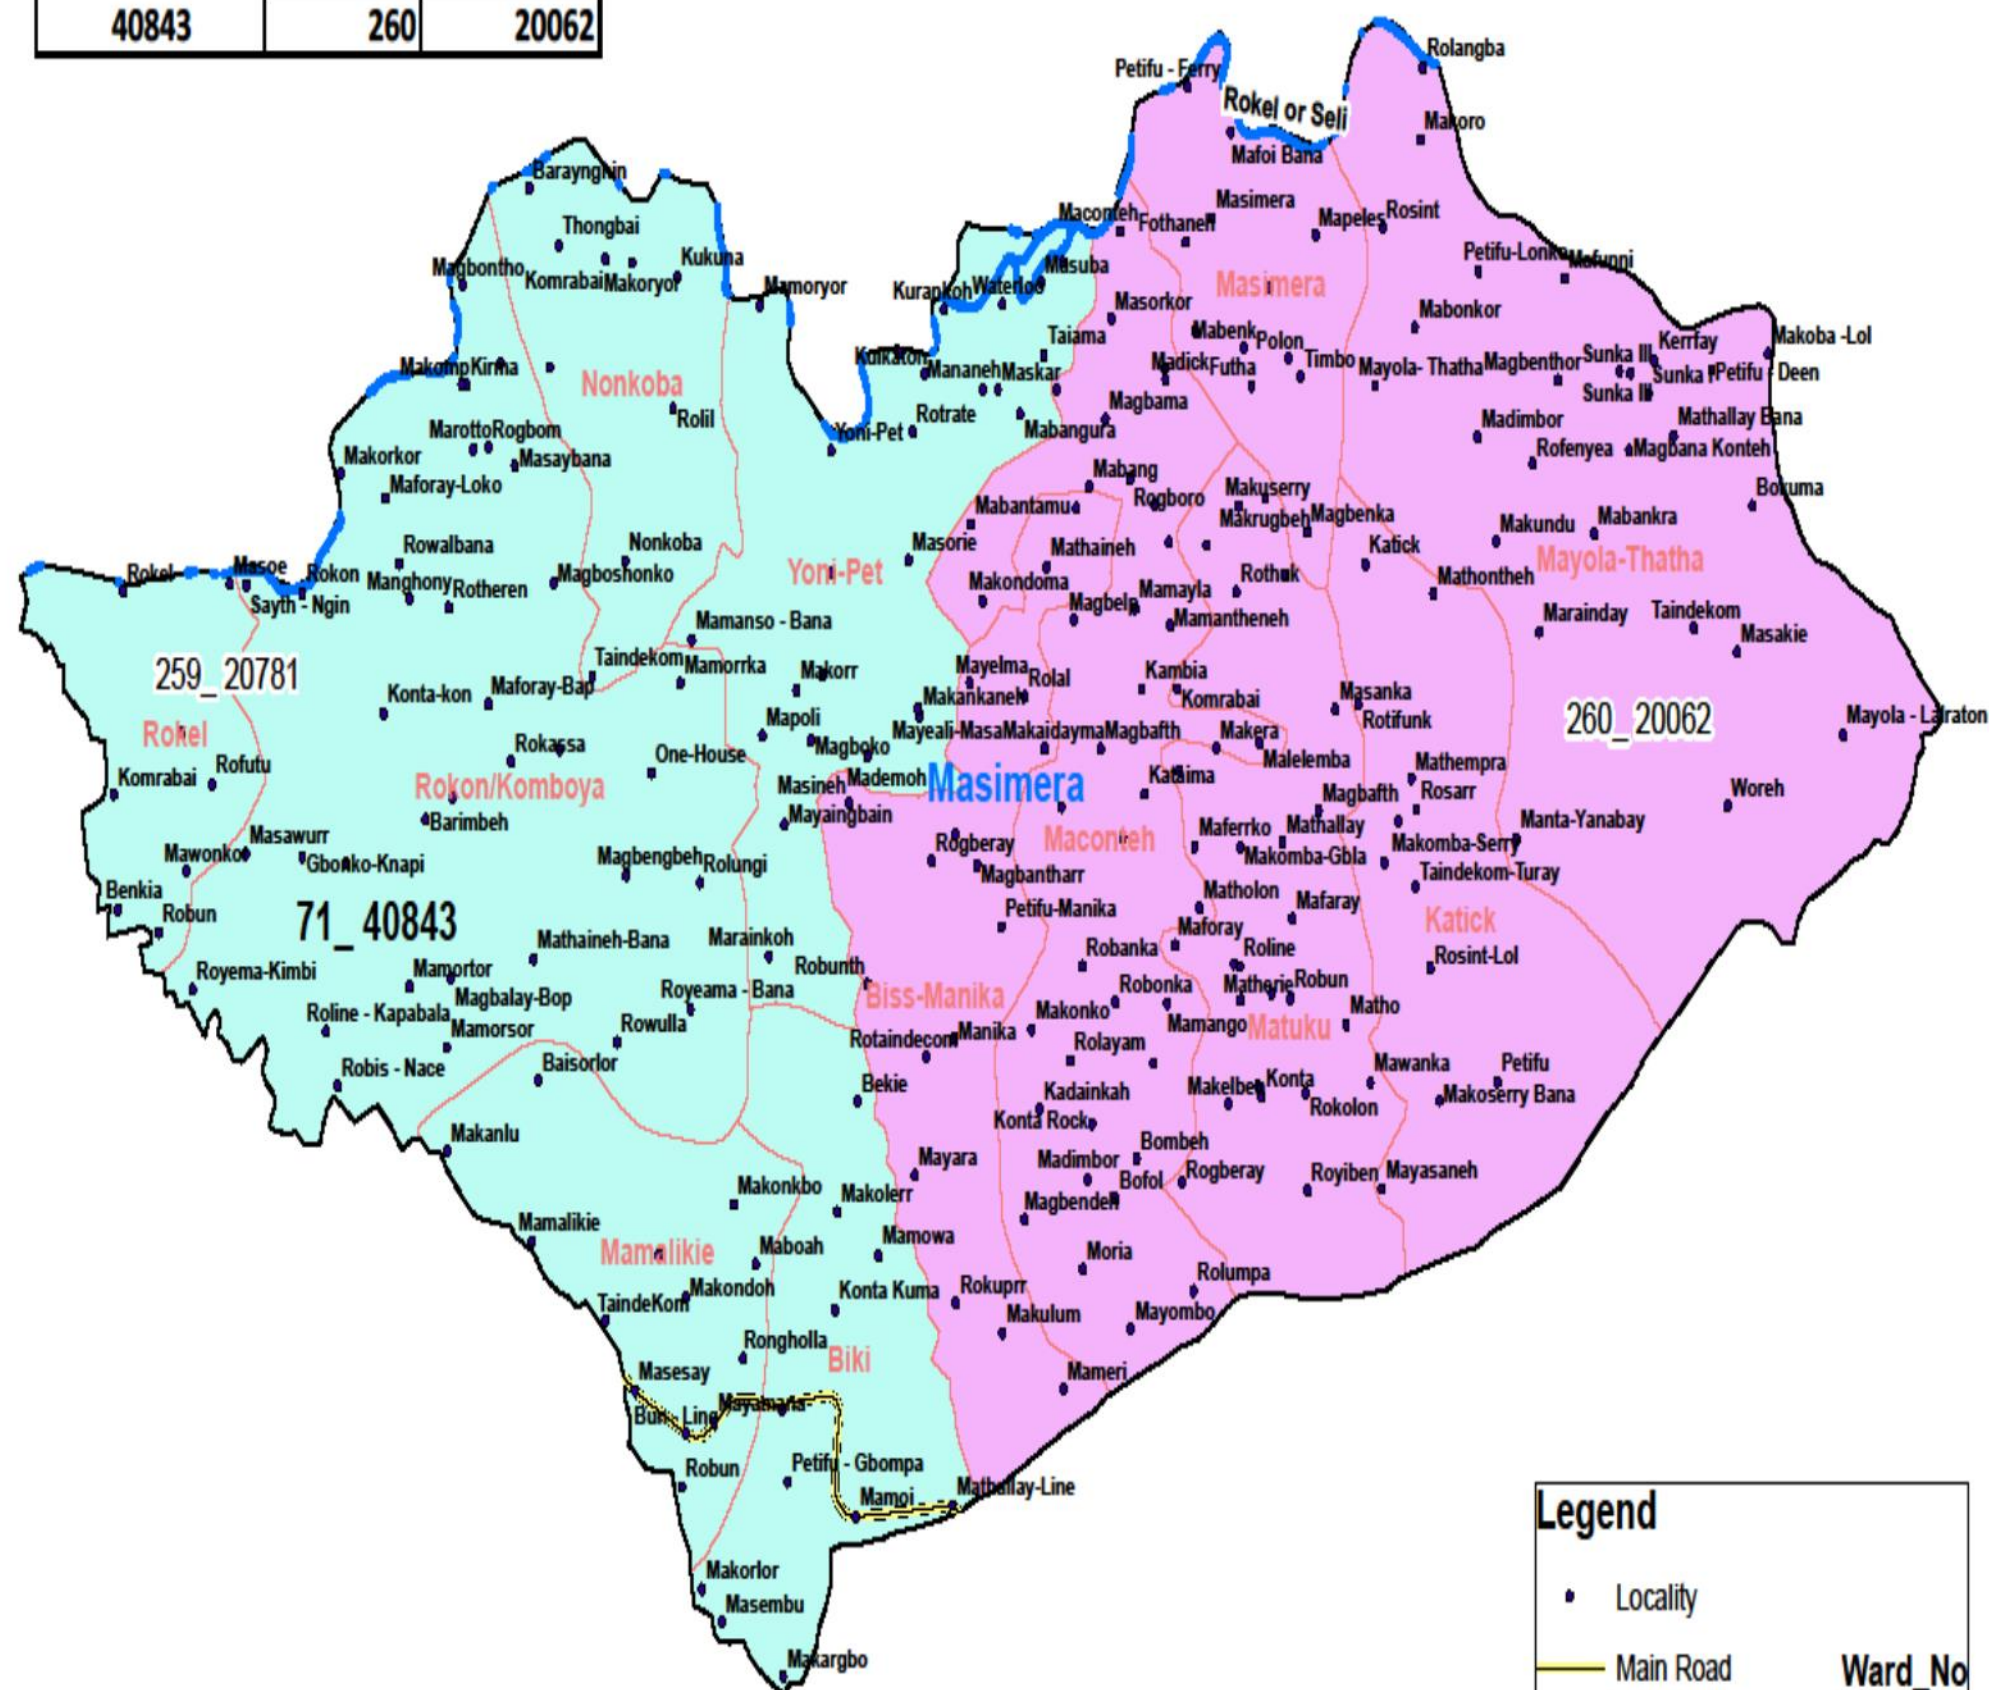 40843 260 20062
Rolangba
Petifu - Ferry
Rokel or Seli
Makoro
Mafoi Bana
Barayngkin
Masimera
Maconteh
Fothaneh
Mapeles
Rosint
Thongbai
Kukuna
Petifu-Lonko
Magbontho
Komrabai
Makoryor
Mamoryor
Kurankoh
Waterloo
Masuba
Masimera
Masorkor
Mabonkor
Taiama
Mabenk
Polon
Kerrfay
Makoba -Lol
Makomp
Kirma
Mananeh
Maskar
Madick
Futha
Timbo
Mayola- Thatha
Magbenthor
Sunka III
Sunka I
Petifu - Deen
Nonkoba
Sunka II
Rolil
Rotrate
Magbama
Madimbor
Mathallay Bana
Marotto
Rogbom
Yoni-Pet
Mabangura
Rofenyea
Magbana Konteh
Makorkor
Masaybana
Maforay-Loko
Mabang
Rogboro
Makuserry
Bokuma
Mabantamu
Makrugbeh
Magbenka
Makundu
Mabankra
Rowalbana
Nonkoba
Masorie
Mathaineh
Katick
Mayola-Thatha
Rokel
Masoe
Rokon
Manghony
Rotheren
Magboshonko
Yoni-Pet
Makondoma
Mamayla
Rothuk
Mathontheh
Sayth - Ngin
Magbele
Mamantheneh
Marainday
Taindekom
Mamanso - Bana
Masakie
259_ 20781
Taindekom
Mamorrka
Makorr
Mayelma
Rolal
Kambia
Konta-kon
Maforay-Bap
Makankaneh
Komrabai
Masanka
Rotifunk
260_ 20062
Mayola - Lalraton
Rokel
Mapoli
Mayeali-Masa
Makaidayma
Magbafth
Makera
Rokassa
One-House
Magboko
Malelemba
Mathempra
Komrabai
Rofutu
Rokon/Komboya
Masineh
Mademoh
Masimera
Kataima
Magbafth
Rosarr
Woreh
Barimbeh
Mayaingbain
Manta-Yanabay
Masawurr
Rogberay
Maconteh
Maferrko
Mathallay
Makomba-Serry
Mawonko
Gbonko-Knapi
Magbengbeh
Rolungi
Magbantharr
Makomba-Gbla
Taindekom-Turay
Benkia
Matholon
Mafaray
Robun
71_ 40843
Petifu-Manika
Katick
Mathaineh-Bana
Marainkoh
Maforay
Robanka
Roline
Rosint-Lol
Royema-Kimbi
Mamortor
Robunth
Magbalay-Bop
Royeama - Bana
Biss-Manika
Robonka
Matherie
Robun
Roline - Kapabala
Rowulla
Makonko
Mamango
Matuku
Matho
Mamorsor
Rotaindecom
Manika
Rolayam
Robis - Nace
Baisorlor
Mawanka
Petifu
Bekie
Kadainkah
Makelbeh
Konta
Rokolon
Makoserry Bana
Konta Rock
Makanlu
Bombeh
Mayara
Madimbor
Bofol
Rogberay
Royiben
Mayasaneh
Makonkbo
Makolerr
Magbendeh
Mamalikie
Mamalikie
Maboah
Mamowa
Moria
Makondoh
Konta Kuma
Rokuprr
Rolumpa
TaindeKom
Makulum
Mayombo
Rongholla
Biki
Masesay
Mameri
Bun - Line
Mayamaria
Robun
Petifu - Gbompa
Mamoi
Mathallay-Line
Legend
Makorlor
Locality
Masembu
Makargbo
Main Road
Ward_No